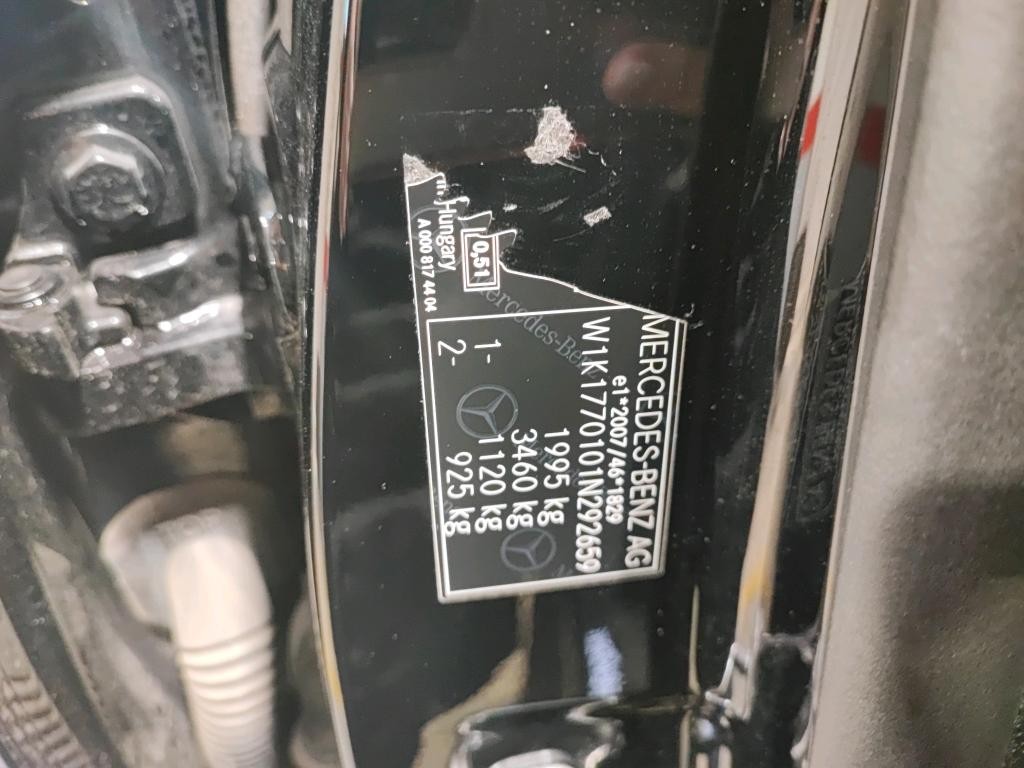 MERCEDES-BENZ AG
e1*2007/46*1829
W1K1770101N292659
1995 kg
3460 kg
1- 1120 kg
2- 925 kg
0,51
Hungary
A 000 817 44 04
Mercedes-Benz